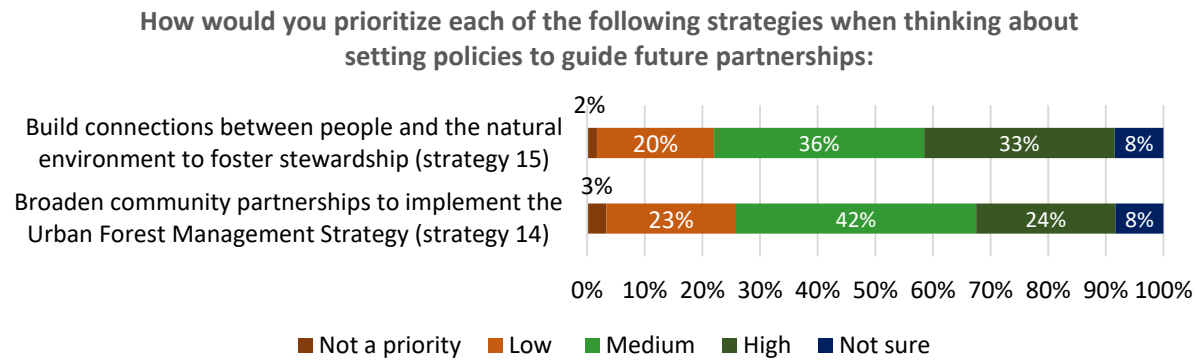 How would you prioritize each of the following strategies when thinking about
setting policies to guide future partnerships:
2%
Build connections between people and the natural
environment to foster stewardship (strategy 15)
20% 36% 33% 8%
3%
Broaden community partnerships to implement the
Urban Forest Management Strategy (strategy 14)
23% 42% 24% 8%
0% 10% 20% 30% 40% 50% 60% 70% 80% 90% 100%
Not a priority Low Medium High Not sure